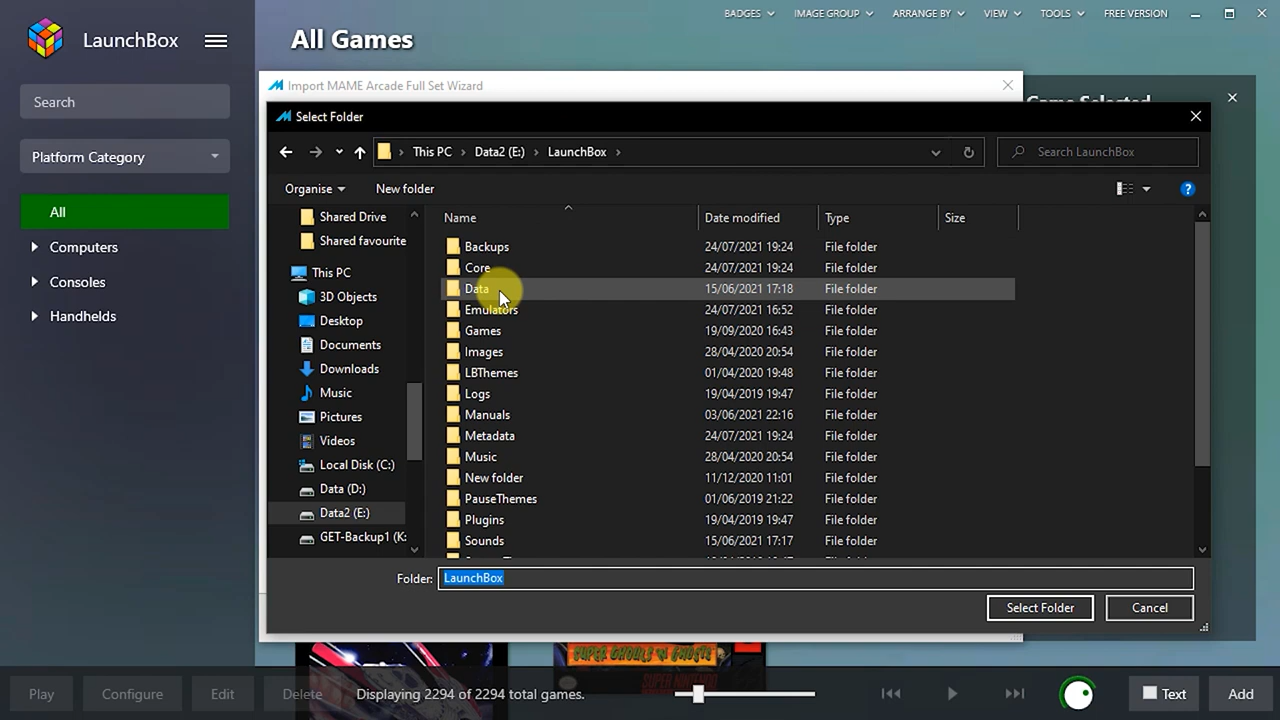 BADGES IMAGE GROUP ARRANGE BY VIEW TOOLS FREE VERSION
LaunchBox
All Games
Import MAME Arcade Full Set Wizard
Search
Select Folder
This PC > Data2 (E:) > LaunchBox >
Search LaunchBox
Platform Category
Organise New folder
All
Computers
Consoles
Handhelds
Shared Drive
Shared favourite
This PC
3D Objects
Desktop
Documents
Downloads
Music
Pictures
Videos
Local Disk (C:)
Data (D:)
Data2 (E:)
GET-Backup1 (K:
Name Date modified Type Size
Backups 24/07/2021 19:24 File folder
Core 24/07/2021 19:24 File folder
Data 15/06/2021 17:18 File folder
Emulators 24/07/2021 16:52 File folder
Games 19/09/2020 16:43 File folder
Images 28/04/2020 20:54 File folder
LBThemes 01/04/2020 19:48 File folder
Logs 19/04/2019 19:47 File folder
Manuals 03/06/2021 22:16 File folder
Metadata 24/07/2021 19:24 File folder
Music 28/04/2020 20:54 File folder
New folder 11/12/2020 11:01 File folder
PauseThemes 01/06/2019 21:22 File folder
Plugins 19/04/2019 19:47 File folder
Sounds 15/06/2021 17:17 File folder
Folder: LaunchBox
Select Folder Cancel
SUPER GHOULS 'N GHOSTS
Play Configure Edit Delete Displaying 2294 of 2294 total games. Text Add